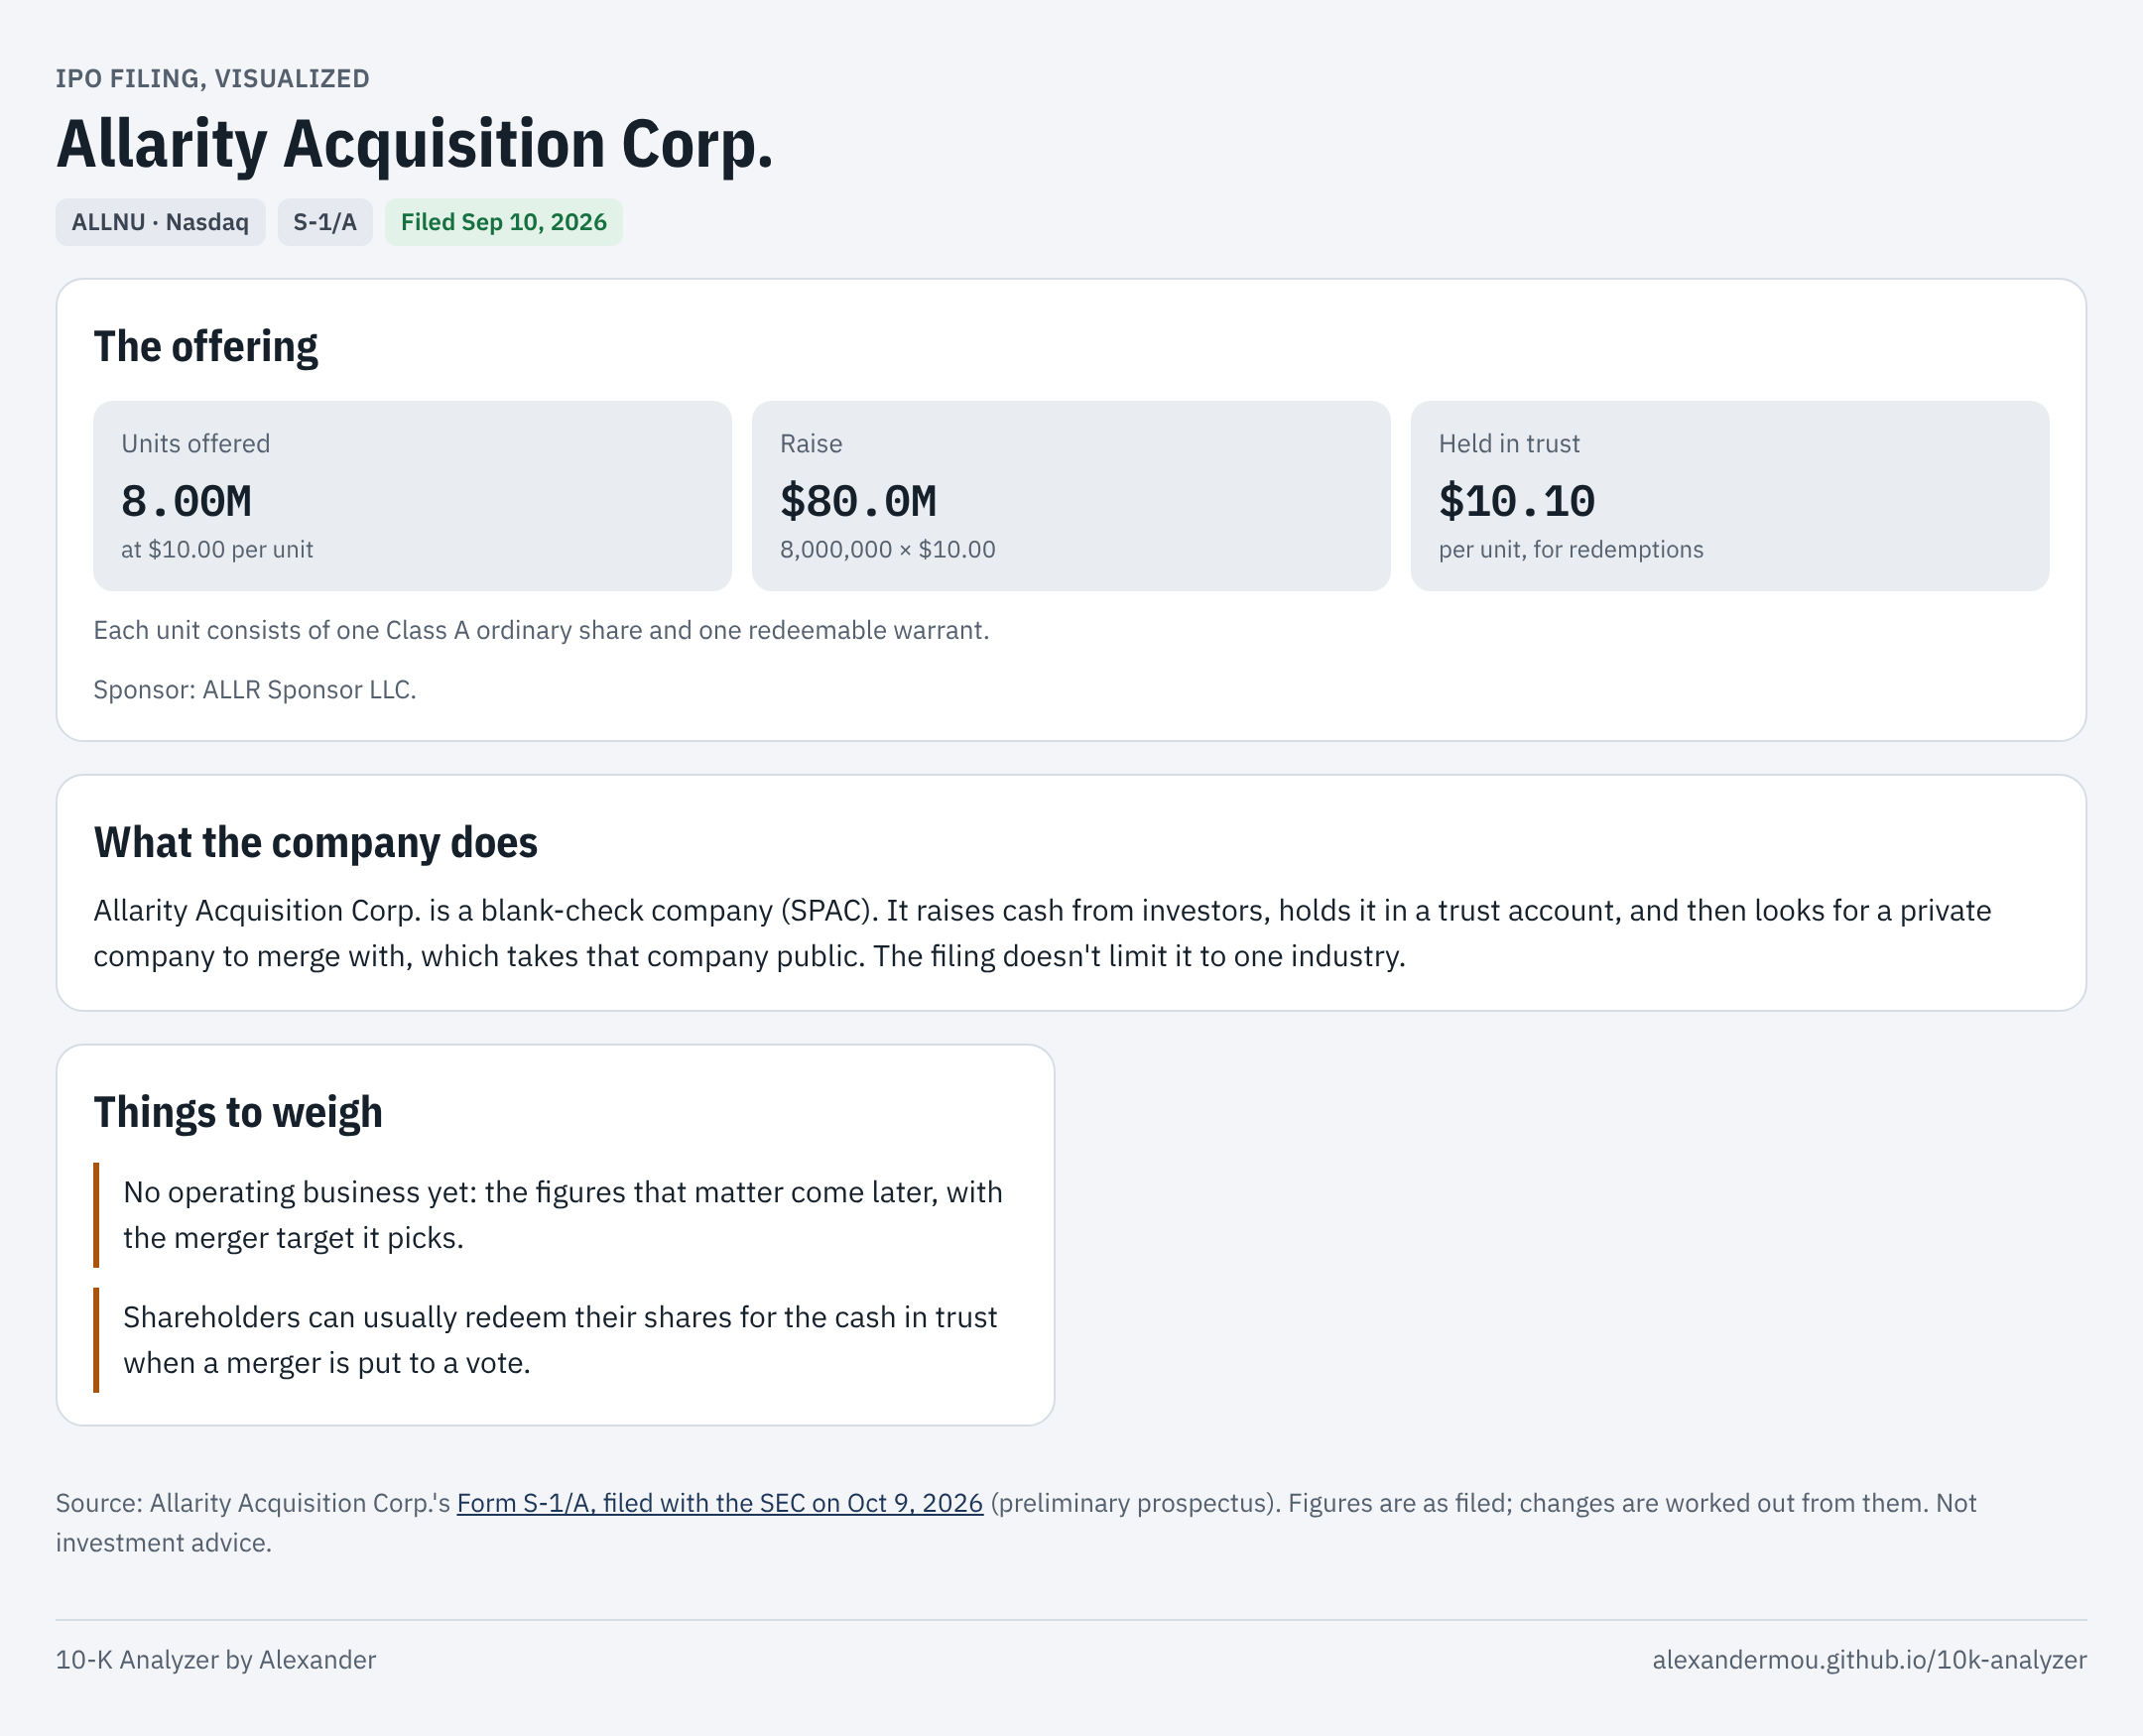 IPO FILING, VISUALIZED
Allarity Acquisition Corp.
ALLNU · Nasdaq S-1/A Filed Sep 10, 2026
The offering
Units offered
8.00M
at $10.00 per unit
Raise
$80.0M
8,000,000 × $10.00
Held in trust
$10.10
per unit, for redemptions
Each unit consists of one Class A ordinary share and one redeemable warrant.
Sponsor: ALLR Sponsor LLC.
What the company does
Allarity Acquisition Corp. is a blank-check company (SPAC). It raises cash from investors, holds it in a trust account, and then looks for a private
company to merge with, which takes that company public. The filing doesn't limit it to one industry.
Things to weigh
No operating business yet: the figures that matter come later, with
the merger target it picks.
Shareholders can usually redeem their shares for the cash in trust
when a merger is put to a vote.
Source: Allarity Acquisition Corp.'s Form S-1/A, filed with the SEC on Oct 9, 2026 (preliminary prospectus). Figures are as filed; changes are worked out from them. Not
investment advice.
10-K Analyzer by Alexander
alexandermou.github.io/10k-analyzer